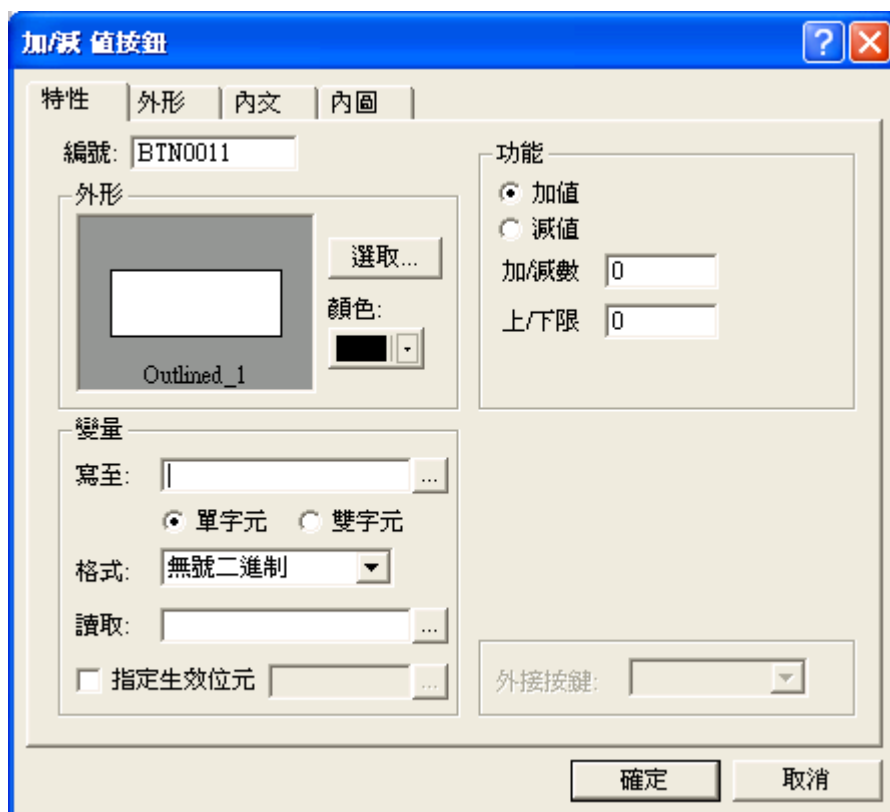 加/減 值按鈕
特性 外形 內文 內圖
編號: BTN0011
外形
選取...
顏色:
Outlined_1
功能
加值
減值
加/減數 0
上/下限 0
變量
寫至: ...
單字元 雙字元
格式: 無號二進制
讀取: ...
指定生效位元 ...
外接按鍵:
確定 取消